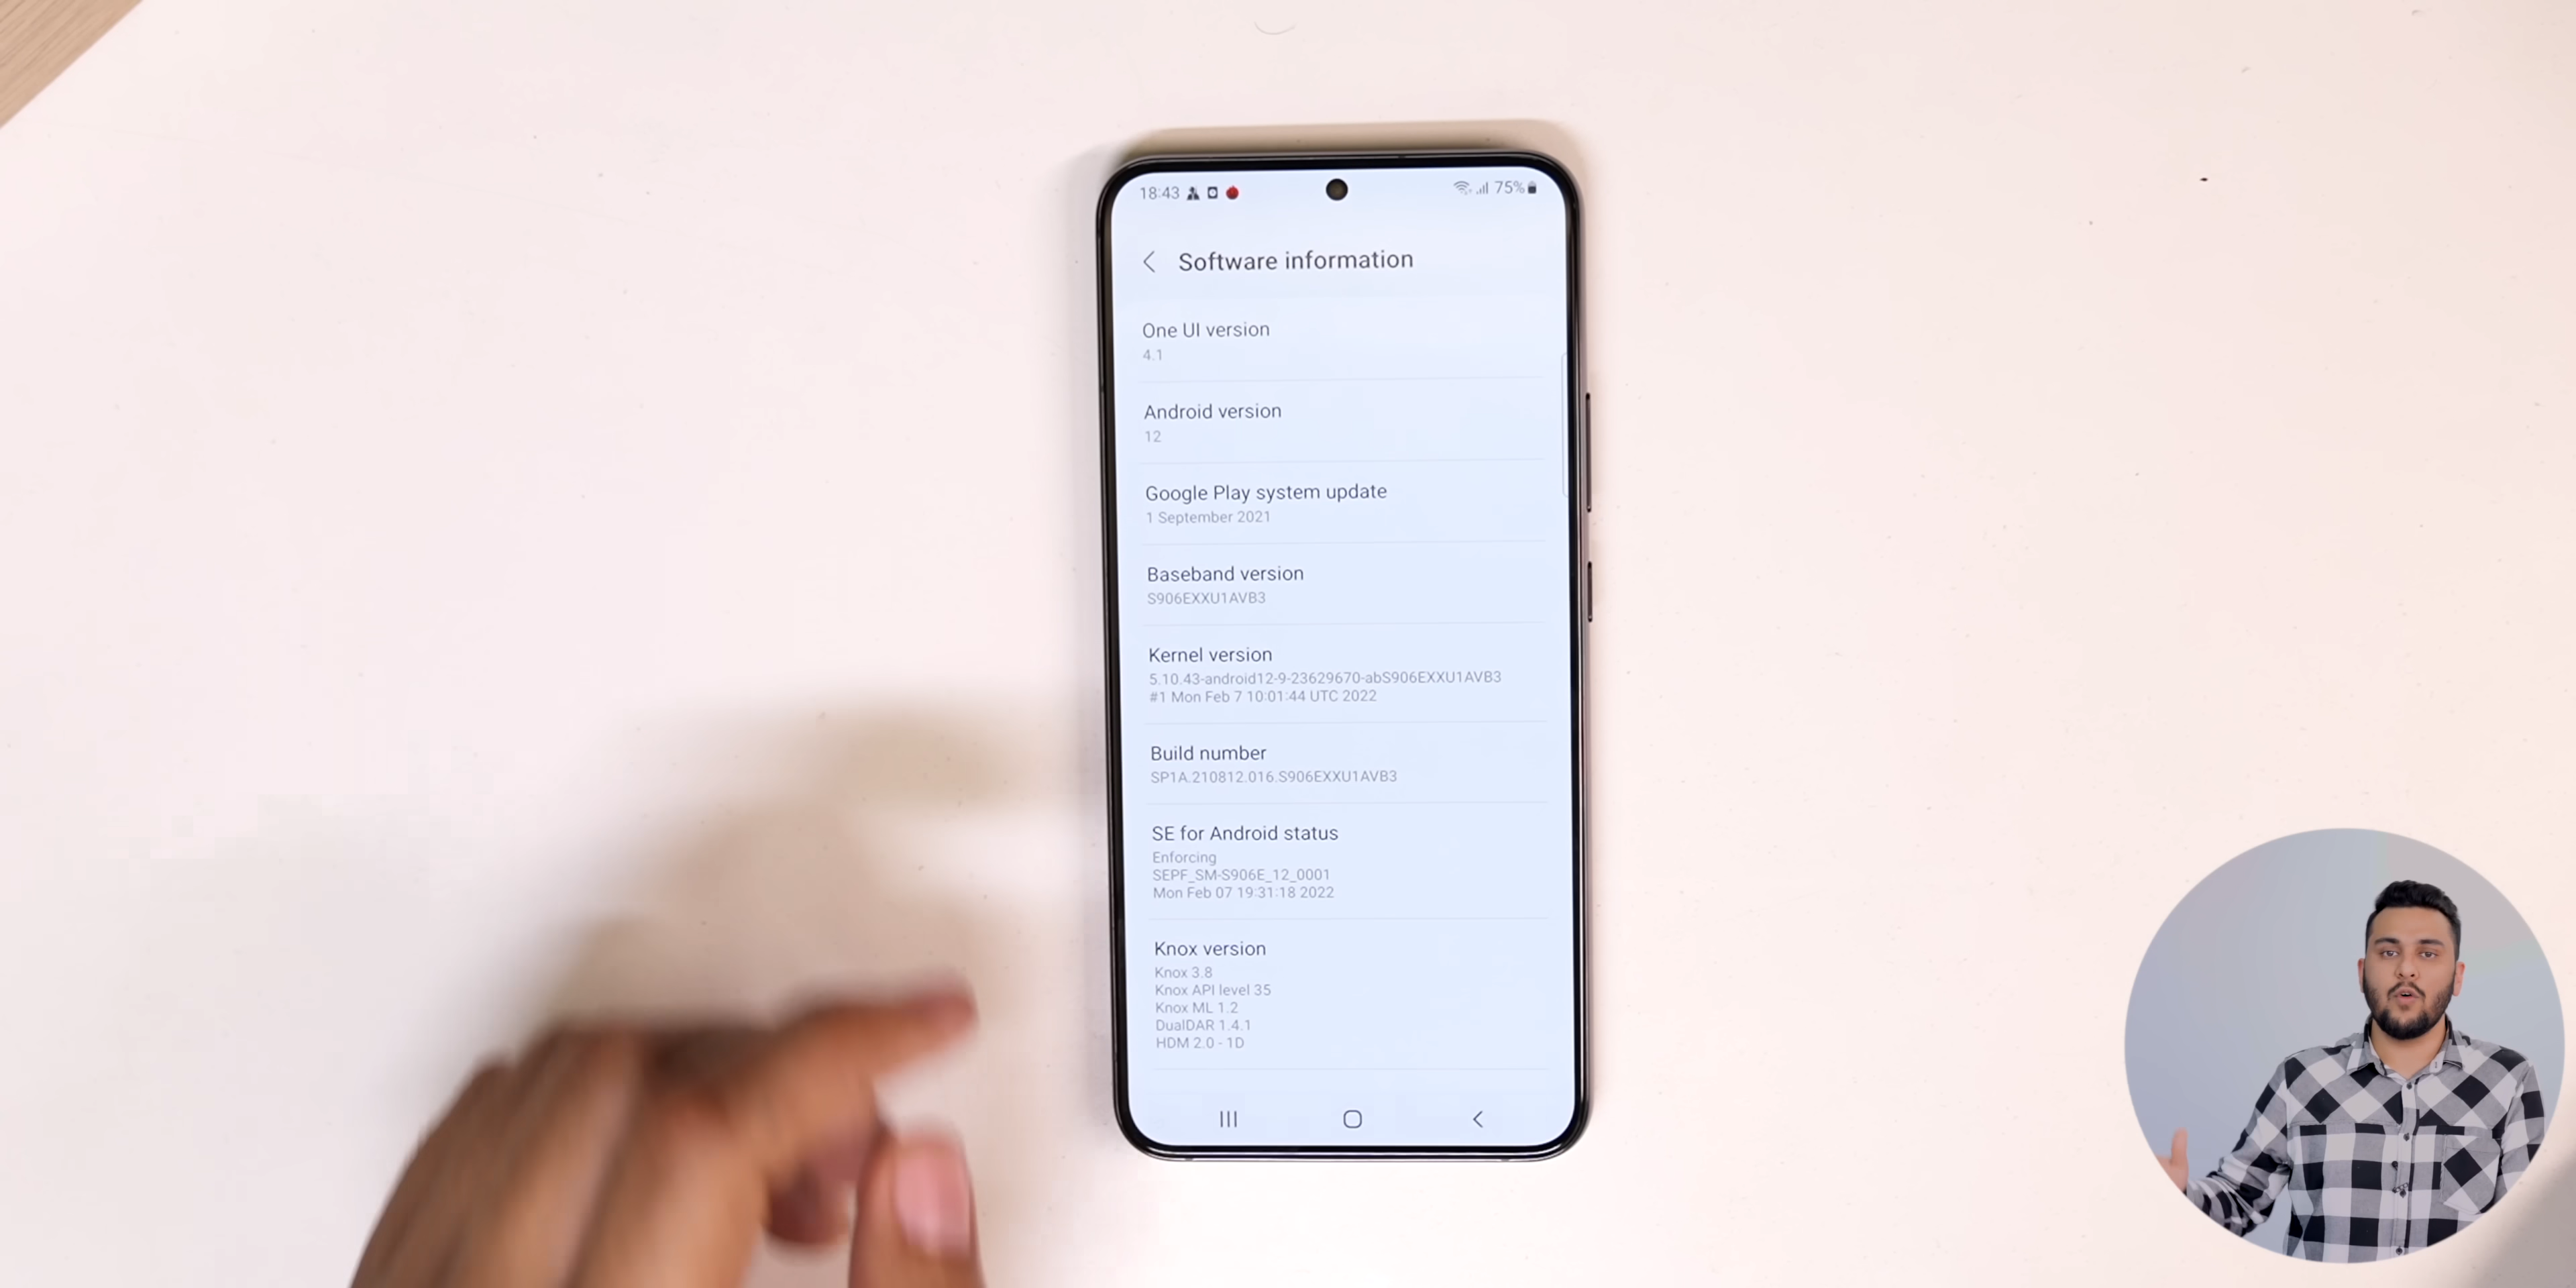 18:43 75%
Software information
One UI version
4.1
Android version
12
Google Play system update
1 September 2021
Baseband version
S906EXXU1AVB3
Kernel version
5.10.43-android12-9-23629670-abS906EXXU1AVB3
#1 Mon Feb 7 10:01:44 UTC 2022
Build number
SP1A.210812.016.S906EXXU1AVB3
SE for Android status
Enforcing
SEPF_SM-S906E_12_0001
Mon Feb 07 19:31:18 2022
Knox version
Knox 3.8
Knox API level 35
Knox ML 1.2
DualDAR 1.4.1
HDM 2.0 - 1D